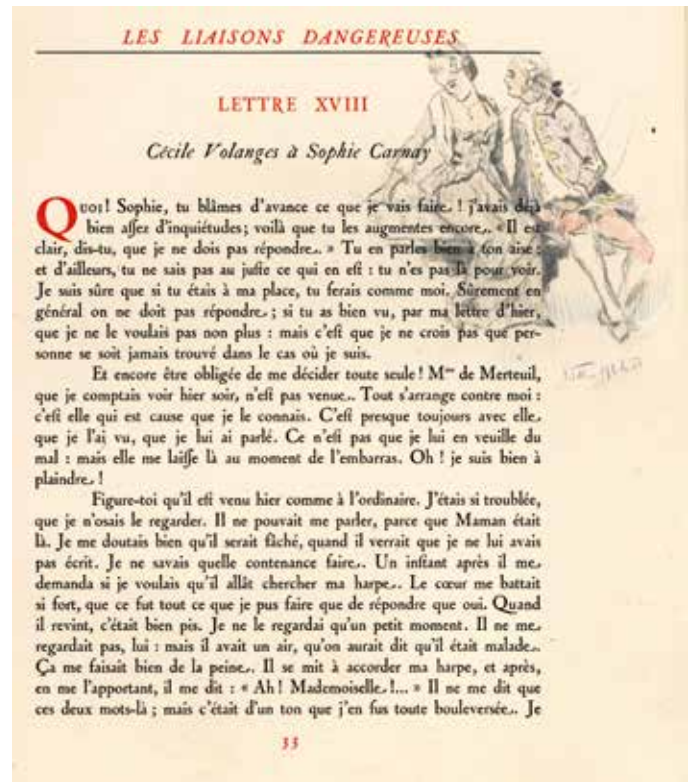 LES LIAISONS DANGEREUSES
LETTRE XVIII
Cécile Volanges à Sophie Carnay
QUOI! Sophie, tu blâmes d'avance ce que je vais faire! j'avais déjà
bien assez d'inquiétudes; voilà que tu les augmentes encore. « Il est
clair, dis-tu, que je ne dois pas répondre. » Tu en parles bien à ton aise :
et d'ailleurs, tu ne sais pas au juste ce qui en est : tu n'es pas là pour voir.
Je suis sûre que si tu étais à ma place, tu ferais comme moi. Sûrement en
général on ne doit pas répondre; si tu as bien vu, par ma lettre d'hier,
que je ne le voulais pas non plus : mais c'est que je ne crois pas que per-
sonne se soit jamais trouvé dans le cas où je suis.
Et encore être obligée de me décider toute seule! Mme de Merteuil,
que je comptais voir hier soir, n'est pas venue. Tout s'arrange contre moi :
c'est elle qui est cause que je le connais. C'est presque toujours avec elle
que je l'ai vu, que je lui ai parlé. Ce n'est pas que je lui en veuille du
mal : mais elle me laisse là au moment de l'embarras. Oh! je suis bien à
plaindre!
Figure-toi qu'il est venu hier comme à l'ordinaire. J'étais si troublée,
que je n'osais le regarder. Il ne pouvait me parler, parce que Maman était
là. Je me doutais bien qu'il serait fâché, quand il verrait que je ne lui avais
pas écrit. Je ne savais quelle contenance faire. Un instant après il me
demanda si je voulais qu'il allât chercher ma harpe. Le cœur me battait
si fort, que ce fut tout ce que je pus faire que de répondre que oui. Quand
il revint, c'était bien pis. Je ne le regardai qu'un petit moment. Il ne me
regardait pas, lui : mais il avait un air, qu'on aurait dit qu'il était malade.
Ça me faisait bien de la peine. Il se mit à accorder ma harpe, et après,
en me l'apportant, il me dit : « Ah! Mademoiselle!... » Il ne me dit que
ces deux mots-là; mais c'était d'un ton que j'en fus toute bouleversée. Je
33